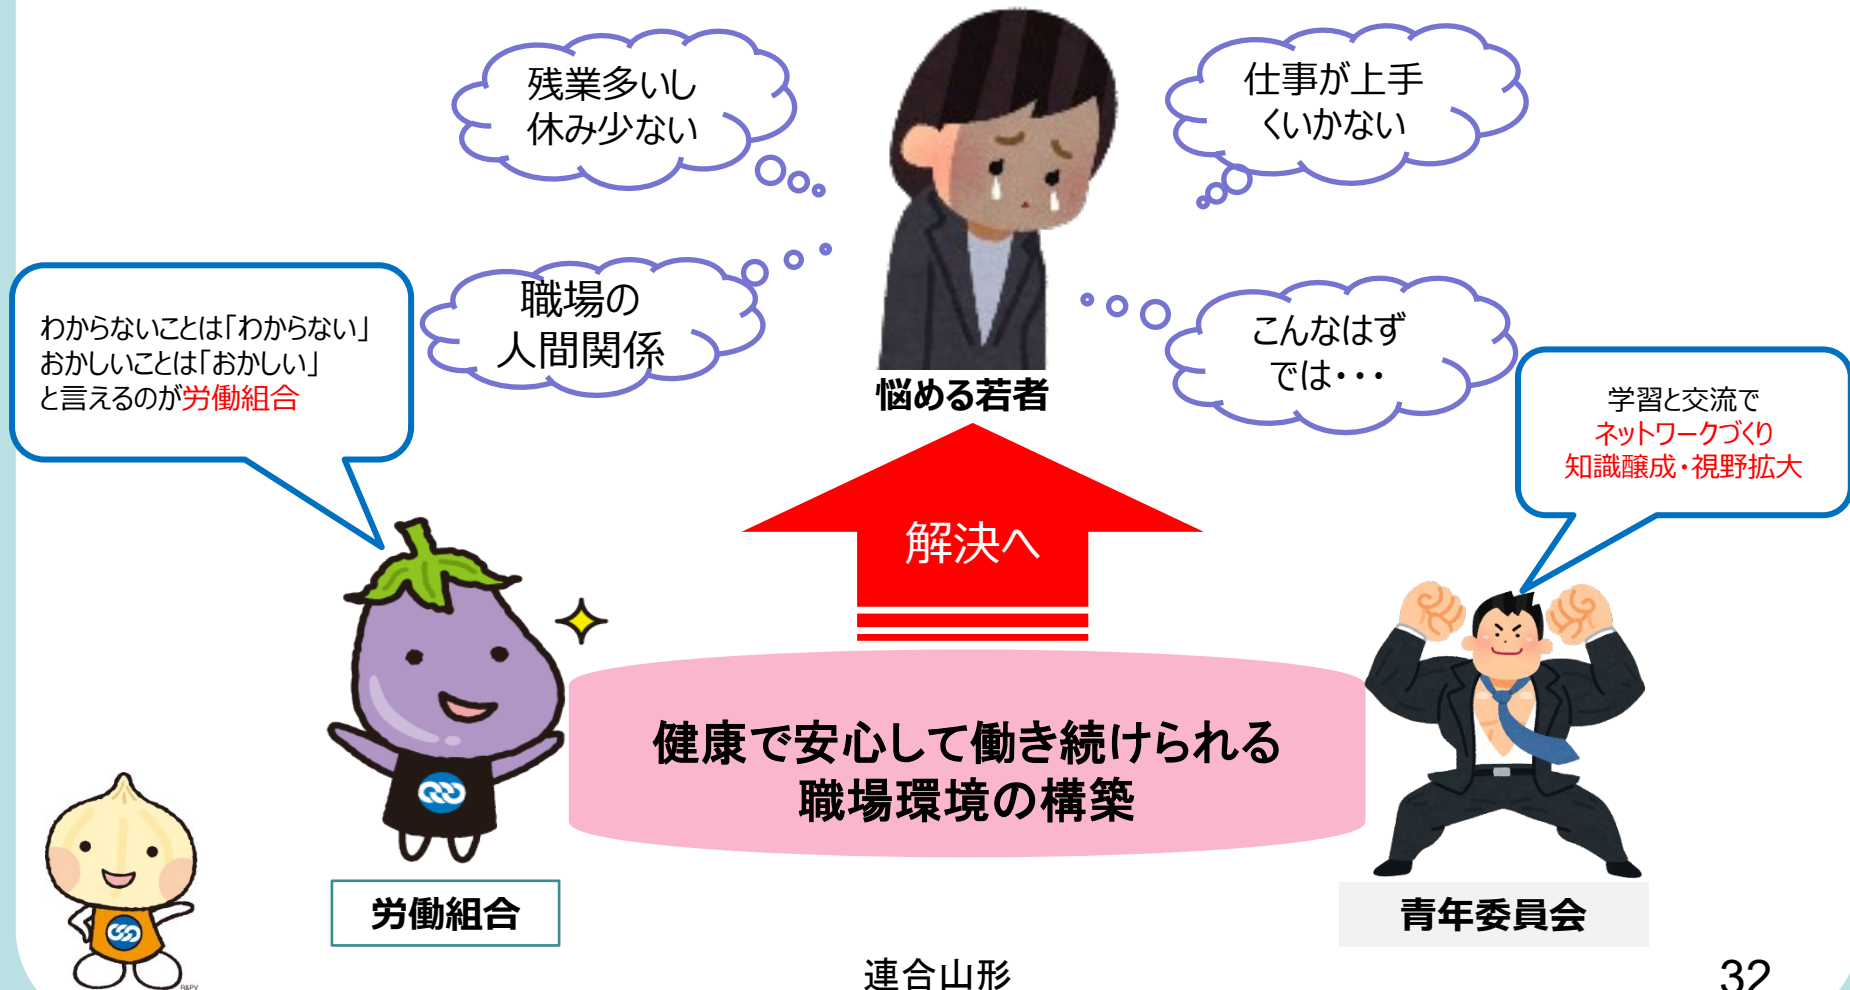 残業多いし
休み少ない
仕事が上手
くいかない
職場の
人間関係
こんなはず
では・・・
悩める若者
わからないことは「わからない」
おかしいことは「おかしい」
と言えるのが労働組合
学習と交流で
ネットワークづくり
知識醸成・視野拡大
解決へ
健康で安心して働き続けられる
職場環境の構築
労働組合
青年委員会
連合山形
32